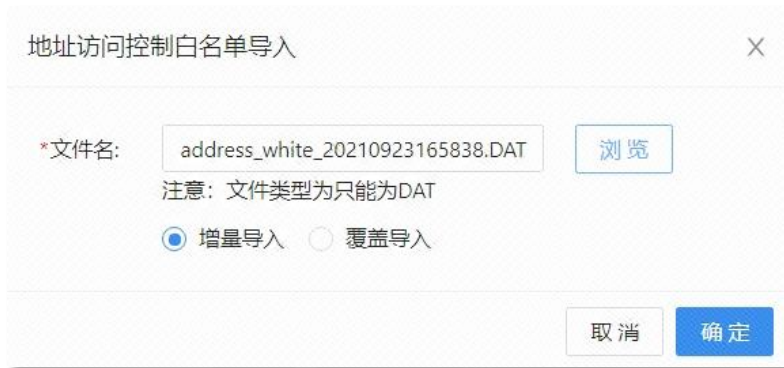 地址访问控制白名单导入
*文件名: address_white_20210923165838.DAT 浏览
注意：文件类型为只能为DAT
增量导入 覆盖导入
取消 确定